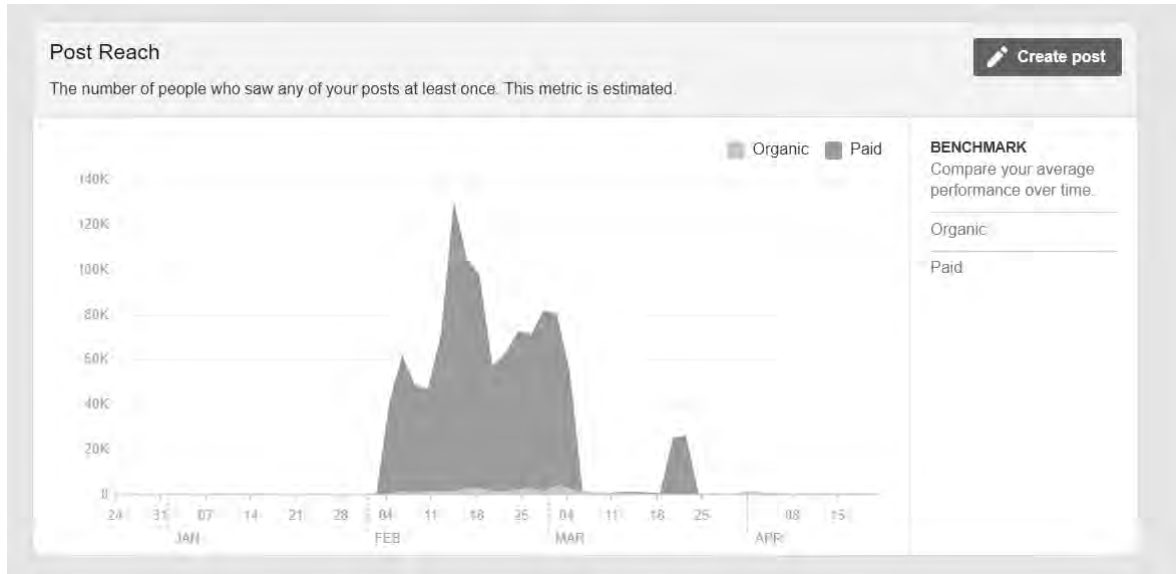 Post Reach
Create post
The number of people who saw any of your posts at least once. This metric is estimated.
Organic
Paid
BENCHMARK
Compare your average
performance over time.
Organic
Paid
140K
120K
100K
80K
60K
40K
20K
0
24 31 07 14 21 28 04 11 18 25 04 11 18 25 08 15
JAN FEB MAR APR